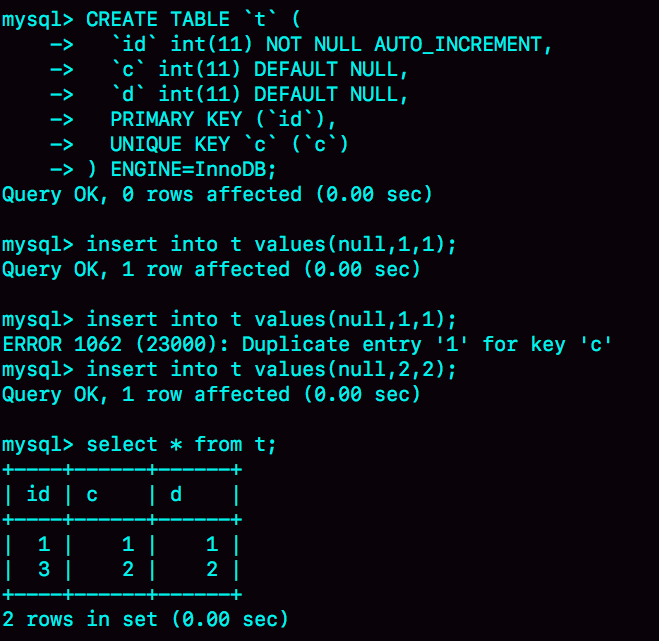 mysql> CREATE TABLE `t` (
    ->   `id` int(11) NOT NULL AUTO_INCREMENT,
    ->   `c` int(11) DEFAULT NULL,
    ->   `d` int(11) DEFAULT NULL,
    ->   PRIMARY KEY (`id`),
    ->   UNIQUE KEY `c` (`c`)
    -> ) ENGINE=InnoDB;
Query OK, 0 rows affected (0.00 sec)

mysql> insert into t values(null,1,1);
Query OK, 1 row affected (0.00 sec)

mysql> insert into t values(null,1,1);
ERROR 1062 (23000): Duplicate entry '1' for key 'c'
mysql> insert into t values(null,2,2);
Query OK, 1 row affected (0.00 sec)

mysql> select * from t;
+----+------+------+
| id | c    | d    |
+----+------+------+
|  1 |    1 |    1 |
|  3 |    2 |    2 |
+----+------+------+
2 rows in set (0.00 sec)